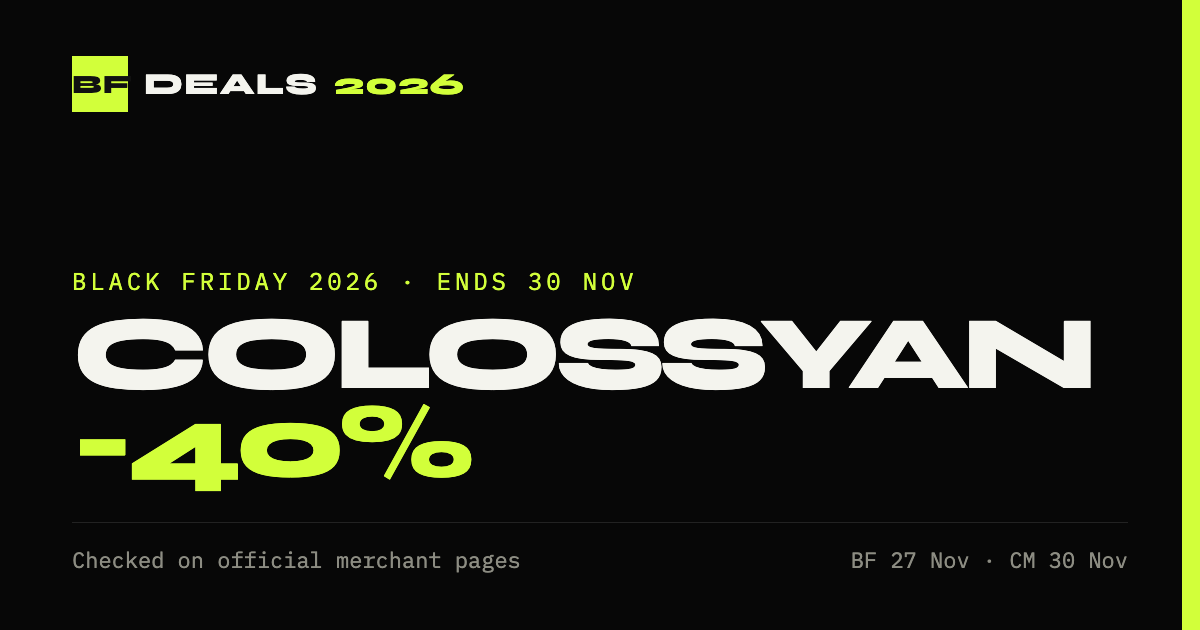 BF DEALS 2026
BLACK FRIDAY 2026 · ENDS 30 NOV
COLOSSYAN
-40%
Checked on official merchant pages
BF 27 Nov · CM 30 Nov